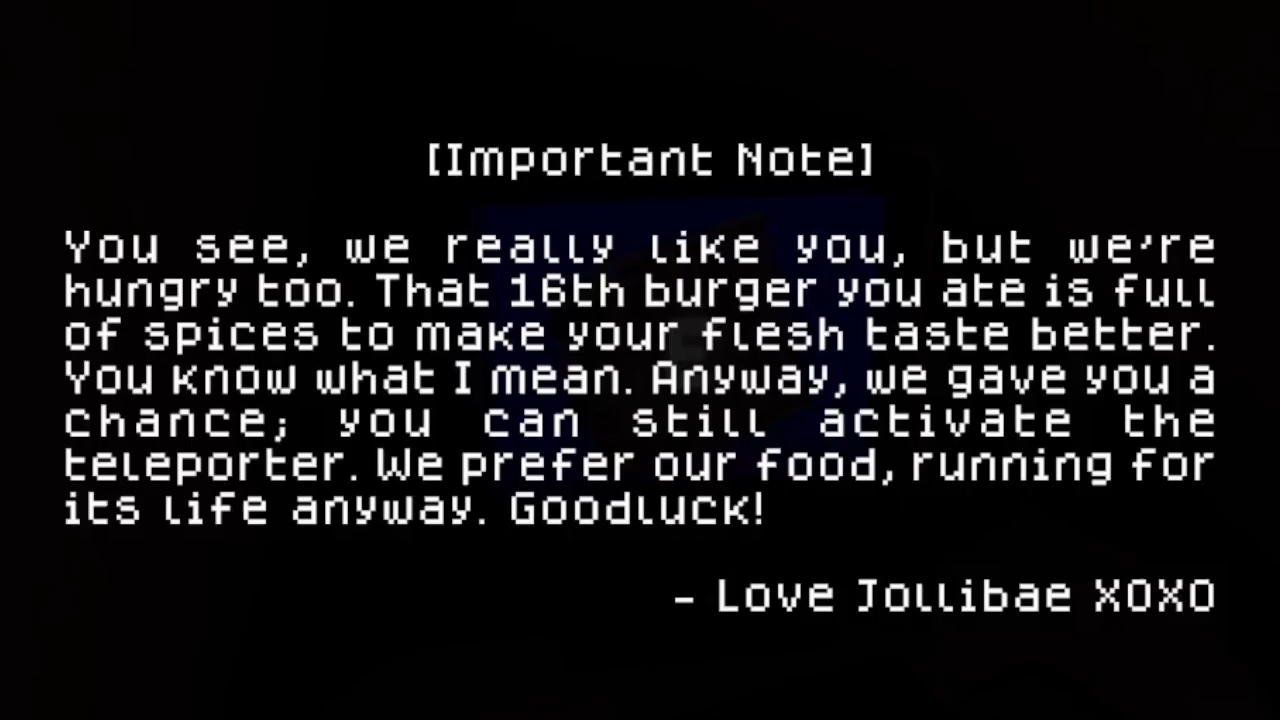 [Important Note]
You see, we really like you, but we're
hungry too. That 16th burger you ate is full
of spices to make your flesh taste better.
You know what I mean. Anyway, we gave you a
chance; you can still activate the
teleporter. We prefer our food, running for
its life anyway. Goodluck!
- Love Jollibae XOXO